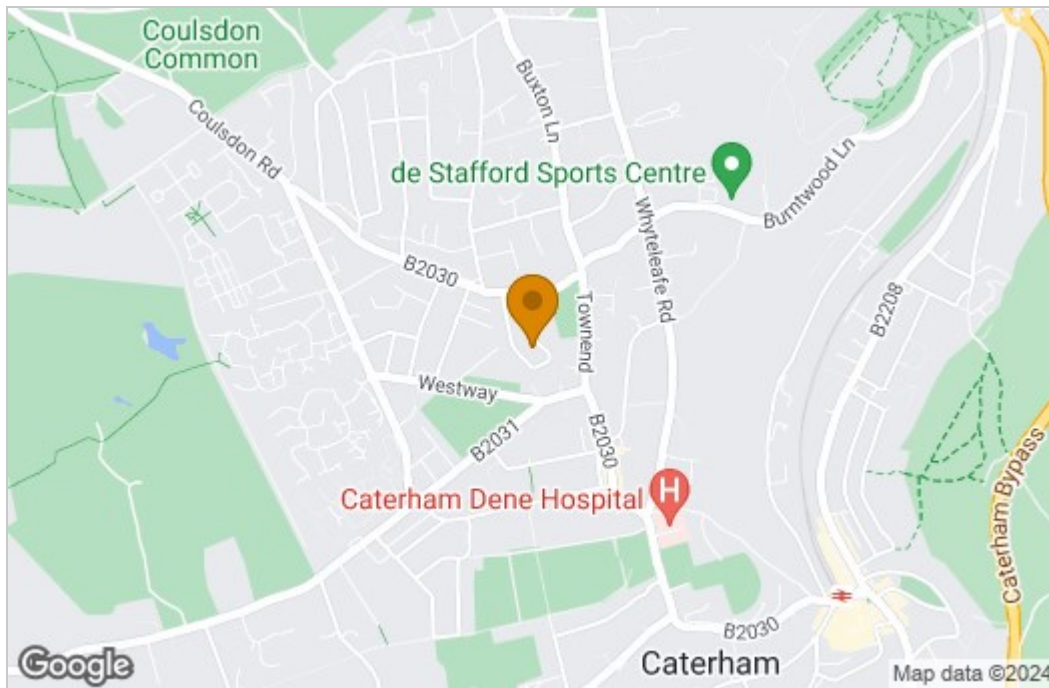 Coulsdon
Common
Buxton Ln
Coulsdon Rd
de Stafford Sports Centre
Burntwood Ln
Whyteleafe Rd
B2030
Townend
B2208
Westway
B2031
B2030
Caterham Dene Hospital
H
Caterham Bypass
B2030
Caterham
Google
Map data ©2024